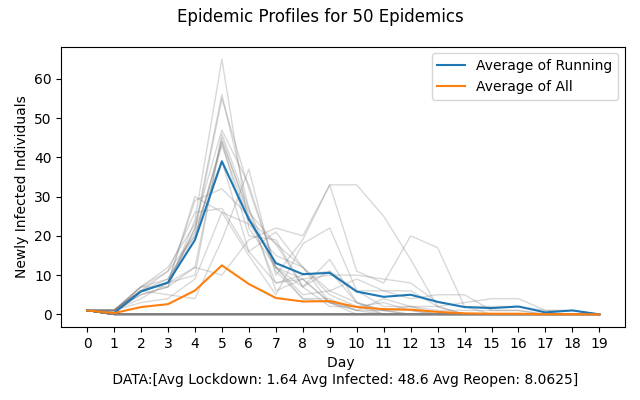 Epidemic Profiles for 50 Epidemics
Average of Running
Average of All
Newly Infected Individuals
60
50
40
30
20
10
0
0 1 2 3 4 5 6 7 8 9 10 11 12 13 14 15 16 17 18 19
Day
DATA:[Avg Lockdown: 1.64 Avg Infected: 48.6 Avg Reopen: 8.0625]